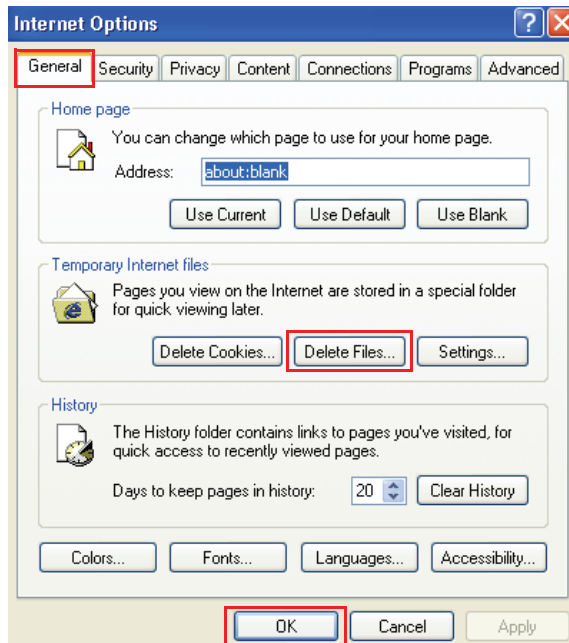 Internet Options
General Security Privacy Content Connections Programs Advanced
Home page
You can change which page to use for your home page.
Address: about:blank
Use Current Use Default Use Blank
Temporary Internet files
Pages you view on the Internet are stored in a special folder
for quick viewing later.
Delete Cookies... Delete Files... Settings...
History
The History folder contains links to pages you've visited, for
quick access to recently viewed pages.
Days to keep pages in history: 20 Clear History
Colors... Fonts... Languages... Accessibility...
OK Cancel Apply